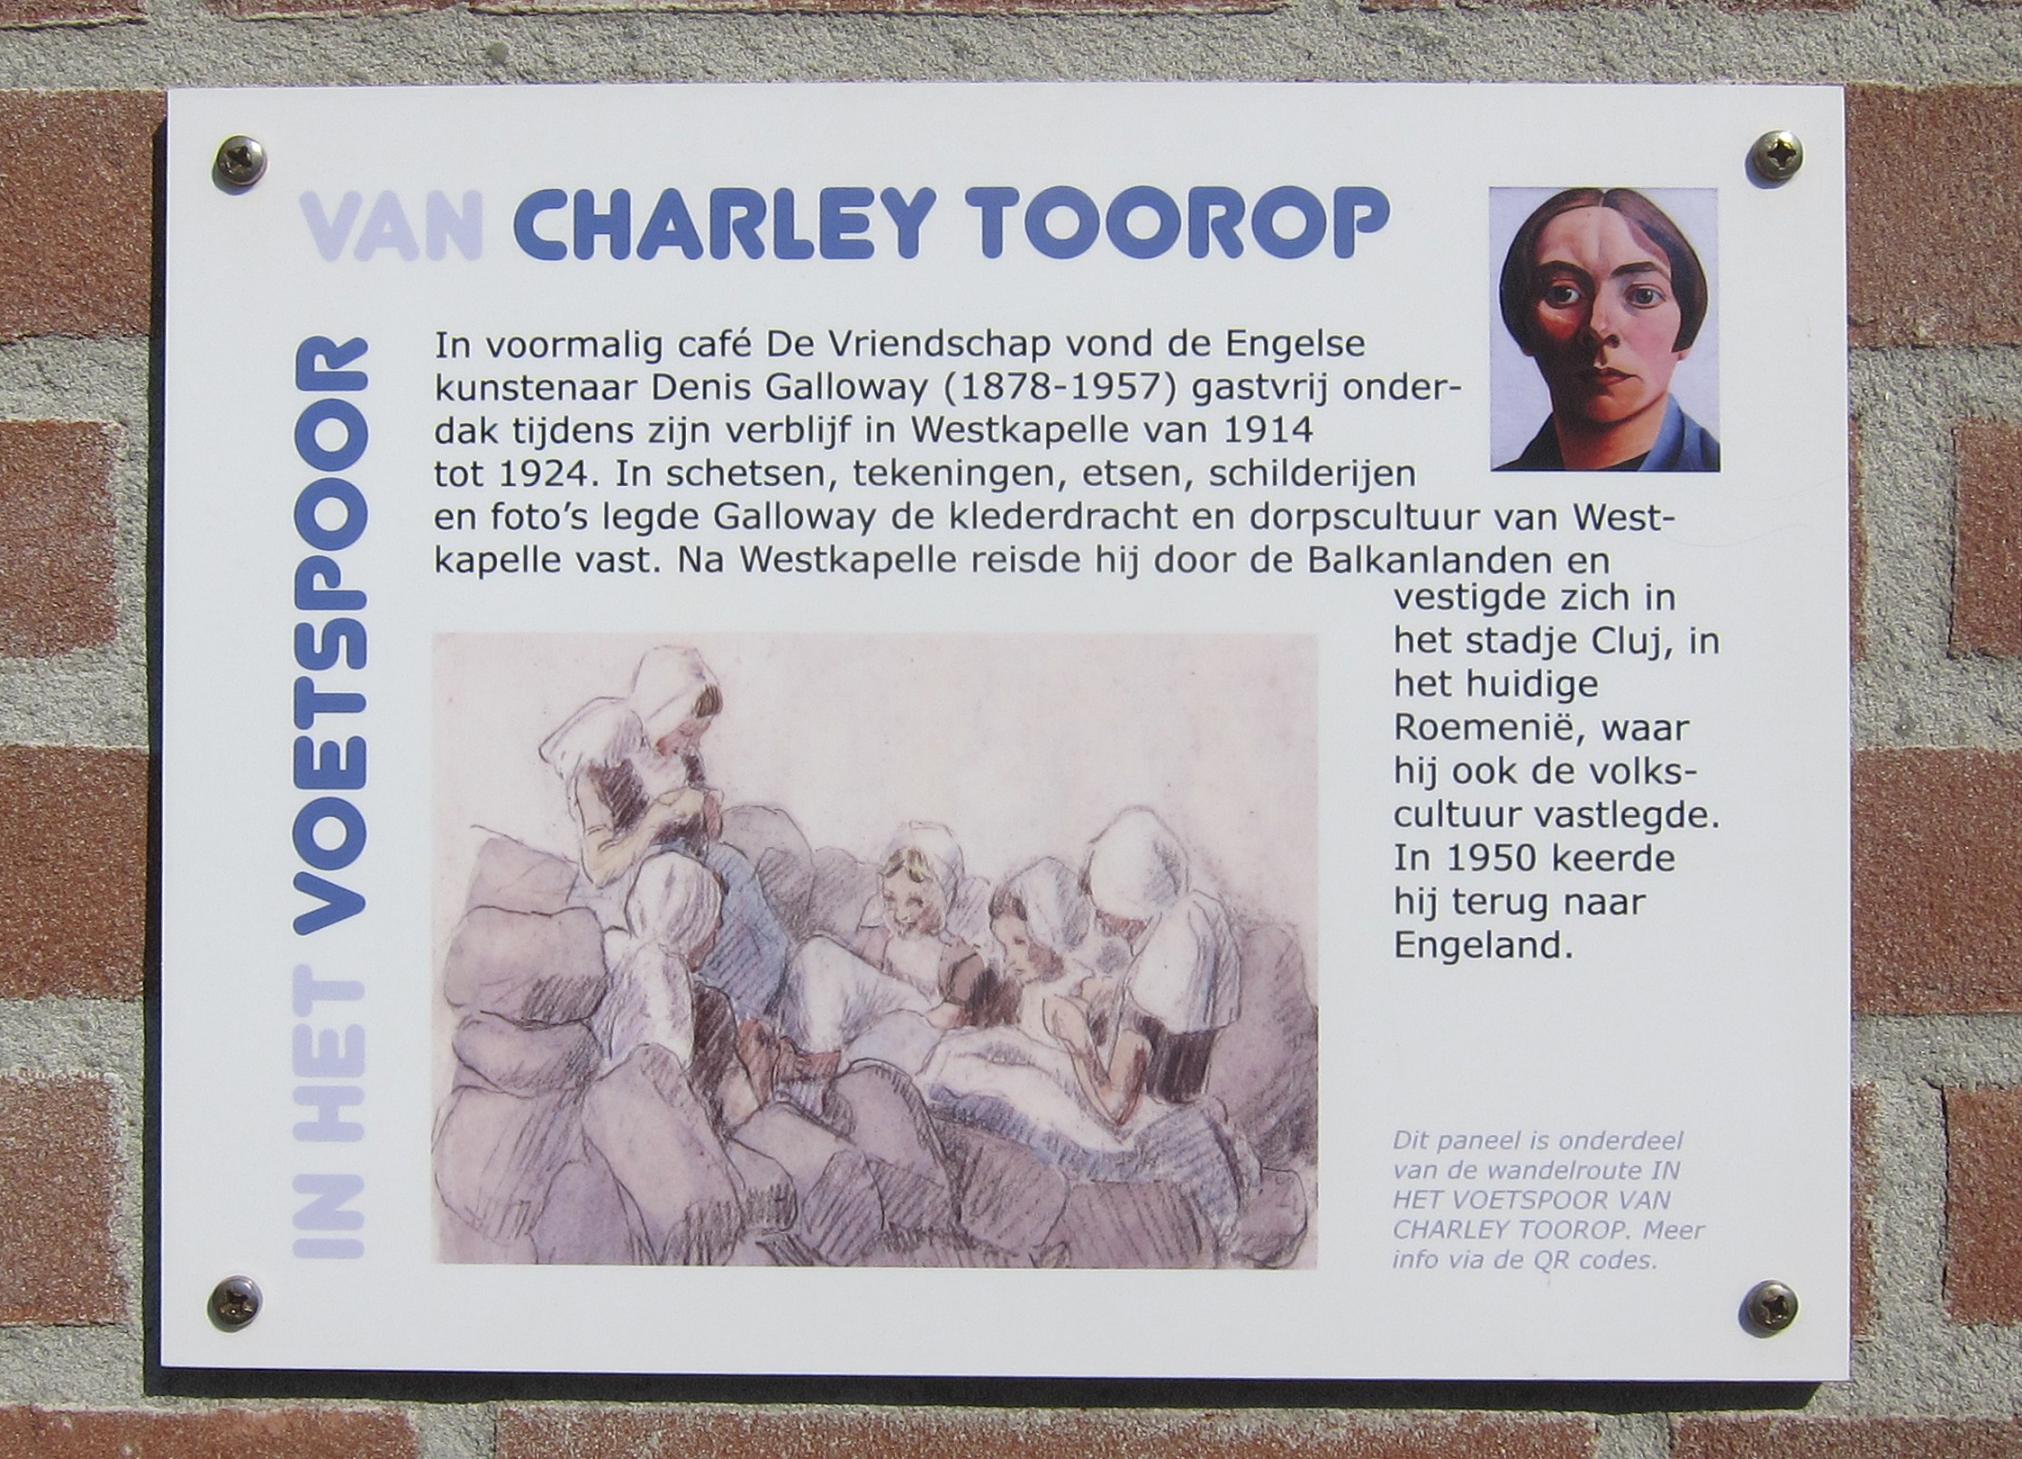 IN HET VOETSPOOR
VAN CHARLEY TOOROP
In voormalig café De Vriendschap vond de Engelse
kunstenaar Denis Galloway (1878-1957) gastvrij onder-
dak tijdens zijn verblijf in Westkapelle van 1914
tot 1924. In schetsen, tekeningen, etsen, schilderijen
en foto’s legde Galloway de klederdracht en dorpscultuur van West-
kapelle vast. Na Westkapelle reisde hij door de Balkanlanden en
vestigde zich in
het stadje Cluj, in
het huidige
Roemenië, waar
hij ook de volks-
cultuur vastlegde.
In 1950 keerde
hij terug naar
Engeland.
Dit paneel is onderdeel
van de wandelroute IN
HET VOETSPOOR VAN
CHARLEY TOOROP. Meer
info via de QR codes.